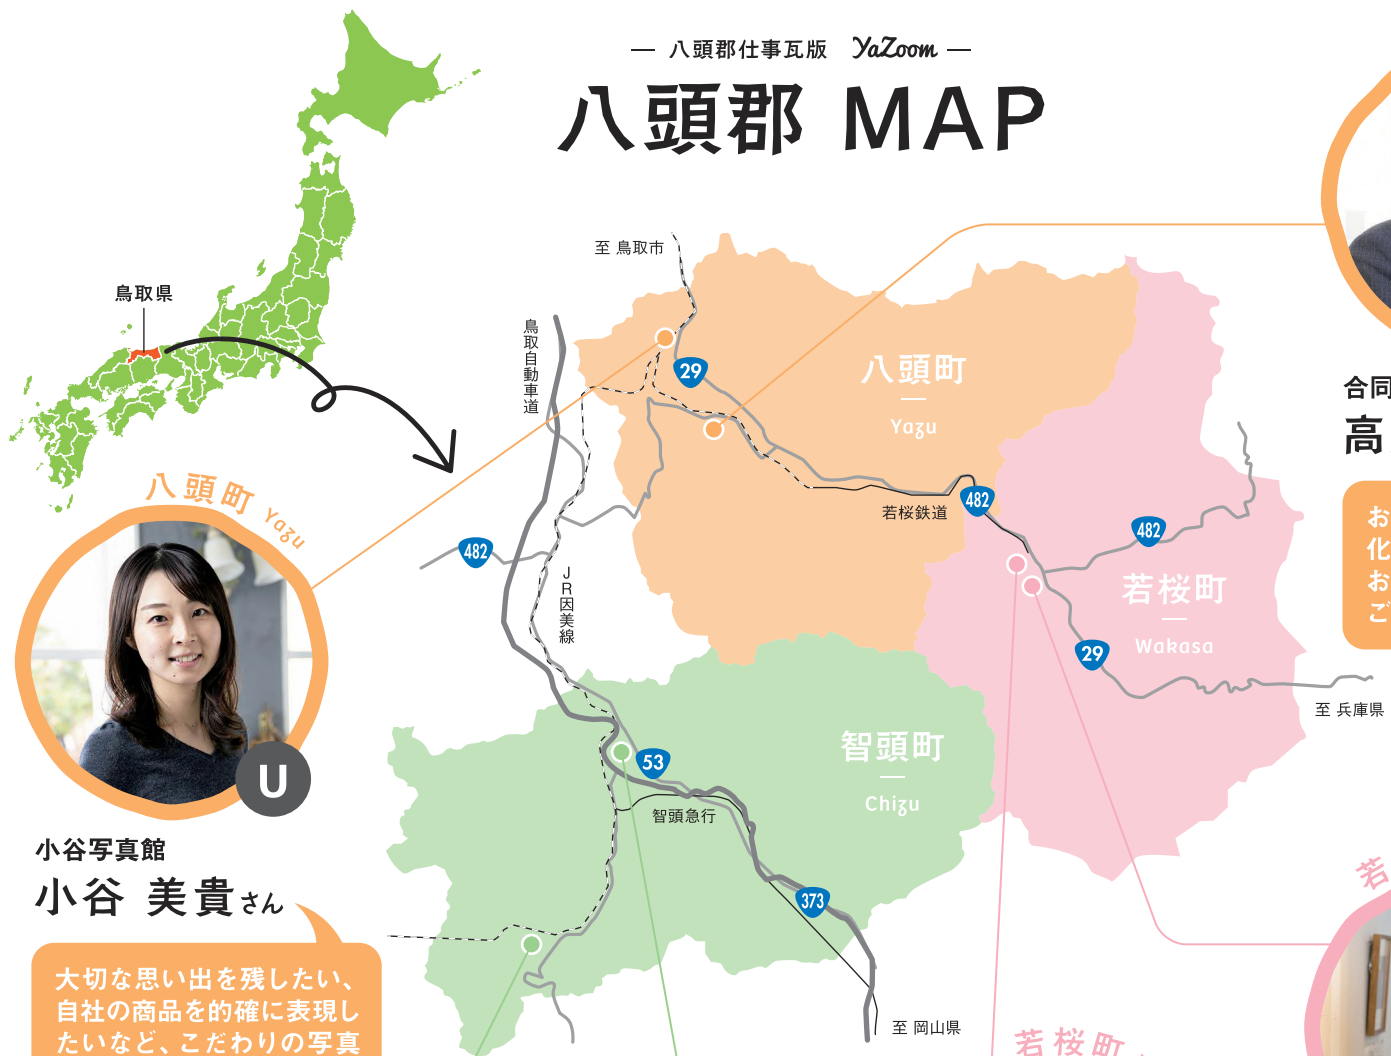 八頭郡仕事瓦版 YaZoom
八頭郡 MAP
鳥取県
至 鳥取市
鳥取自動車道
29
八頭町
Yazu
482
若桜鉄道
482
482
JR因美線
若桜町
Wakasa
29
至 兵庫県
智頭町
Chizu
53
智頭急行
373
至 岡山県
八頭町 Yazu
U
小谷写真館
小谷 美貴さん
大切な思い出を残したい、
自社の商品を的確に表現し
たいなど、こだわりの写真
合同
高
お
化
お
ご
若
若桜町